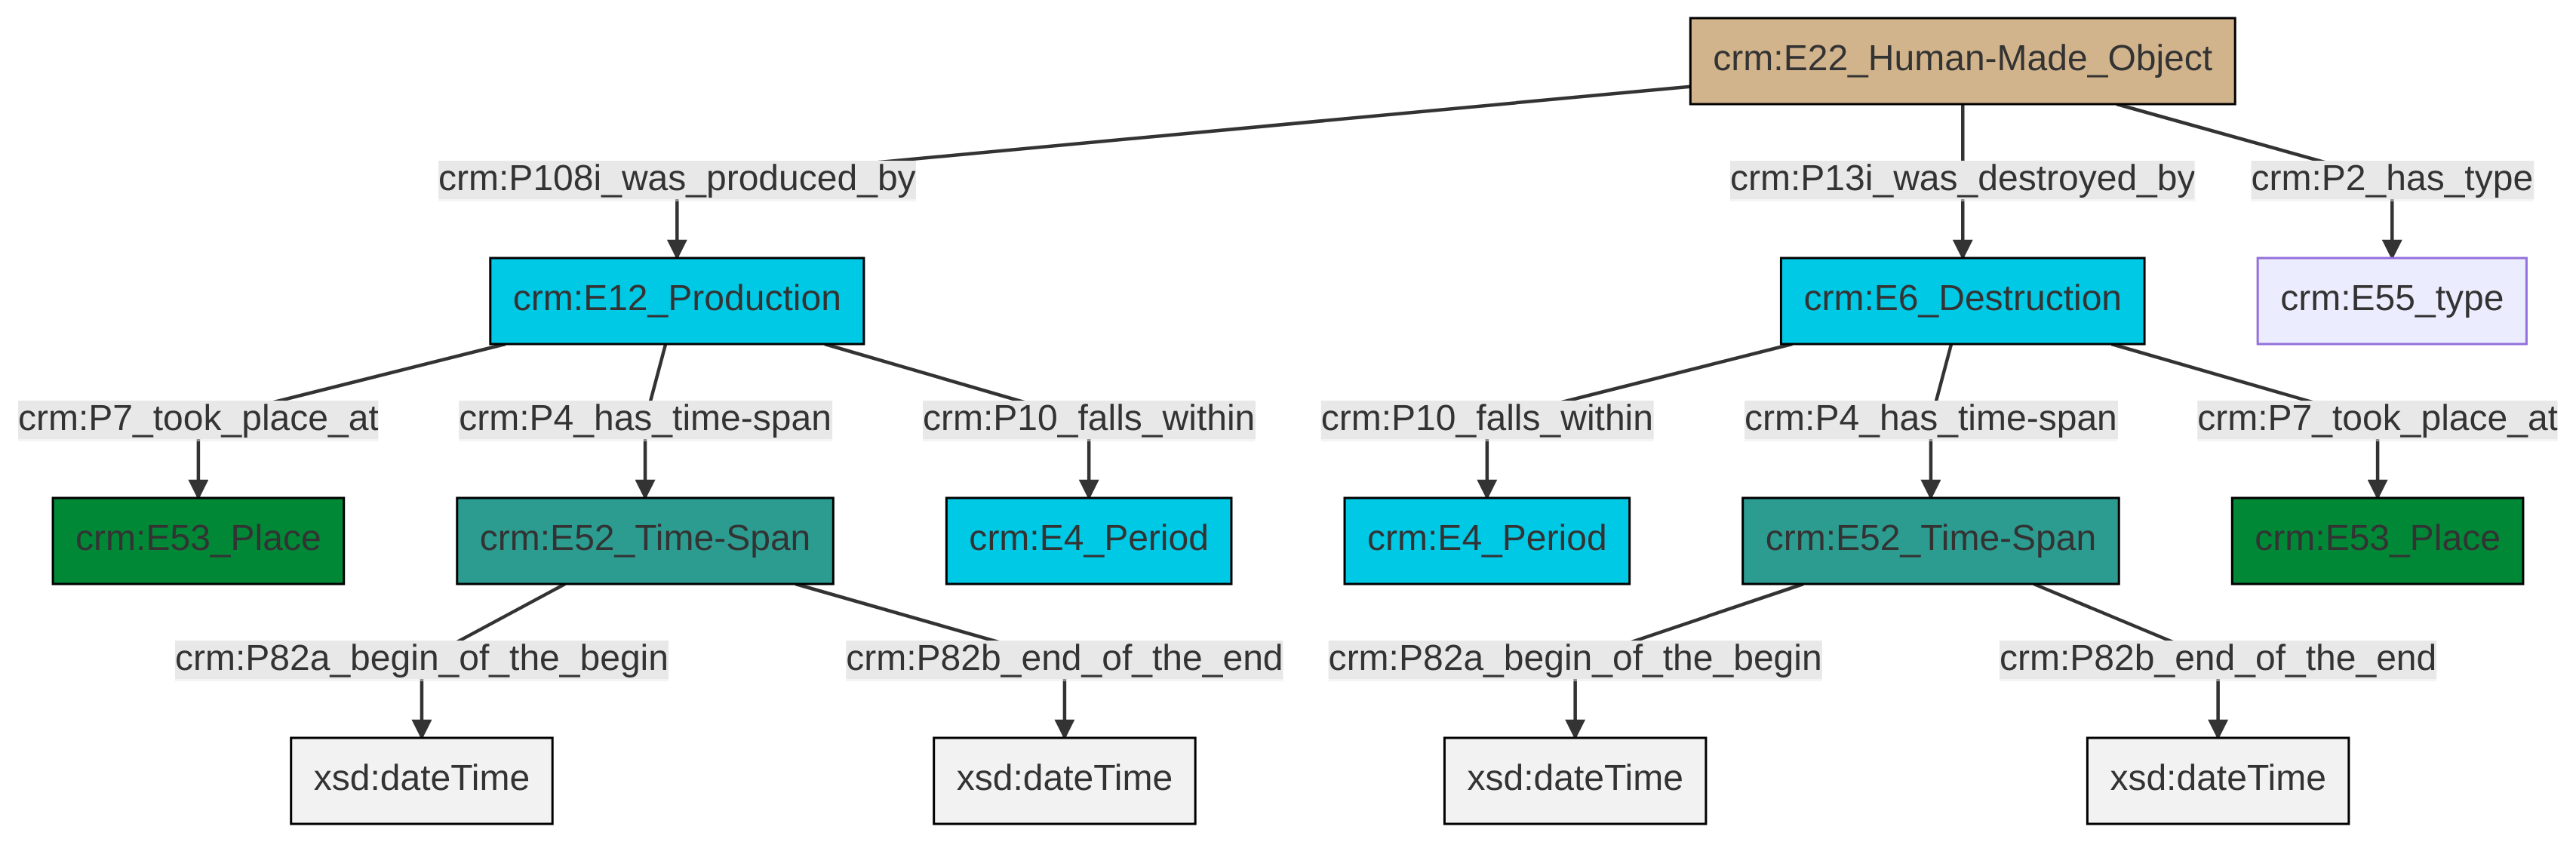 crm:E22_Human-Made_Object
crm:P108i_was_produced_by
crm:P13i_was_destroyed_by
crm:P2_has_type
crm:E12_Production
crm:E6_Destruction
crm:E55_type
crm:P7_took_place_at
crm:P4_has_time-span
crm:P10_falls_within
crm:P10_falls_within
crm:P4_has_time-span
crm:P7_took_place_at
crm:E53_Place
crm:E52_Time-Span
crm:E4_Period
crm:E4_Period
crm:E52_Time-Span
crm:E53_Place
crm:P82a_begin_of_the_begin
crm:P82b_end_of_the_end
crm:P82a_begin_of_the_begin
crm:P82b_end_of_the_end
xsd:dateTime
xsd:dateTime
xsd:dateTime
xsd:dateTime